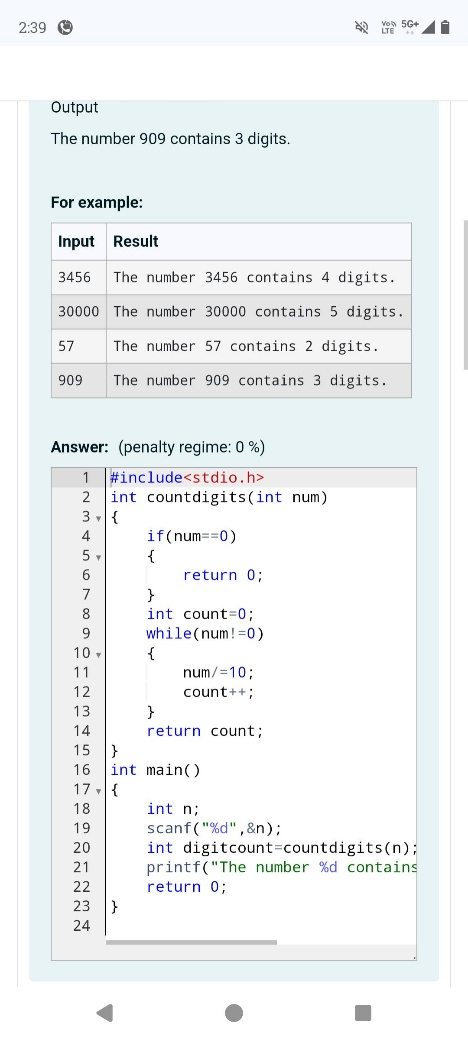 2:39
Vo)) LTE 5G+
Output
The number 909 contains 3 digits.
For example:
Input Result
3456 The number 3456 contains 4 digits.
30000 The number 30000 contains 5 digits.
57 The number 57 contains 2 digits.
909 The number 909 contains 3 digits.
Answer: (penalty regime: 0 %)
1 #include<stdio.h>
2 int countdigits(int num)
3 {
4 if(num==0)
5 {
6 return 0;
7 }
8 int count=0;
9 while(num!=0)
10 {
11 num/=10;
12 count++;
13 }
14 return count;
15 }
16 int main()
17 {
18 int n;
19 scanf("%d",&n);
20 int digitcount=countdigits(n);
21 printf("The number %d contains
22 return 0;
23 }
24